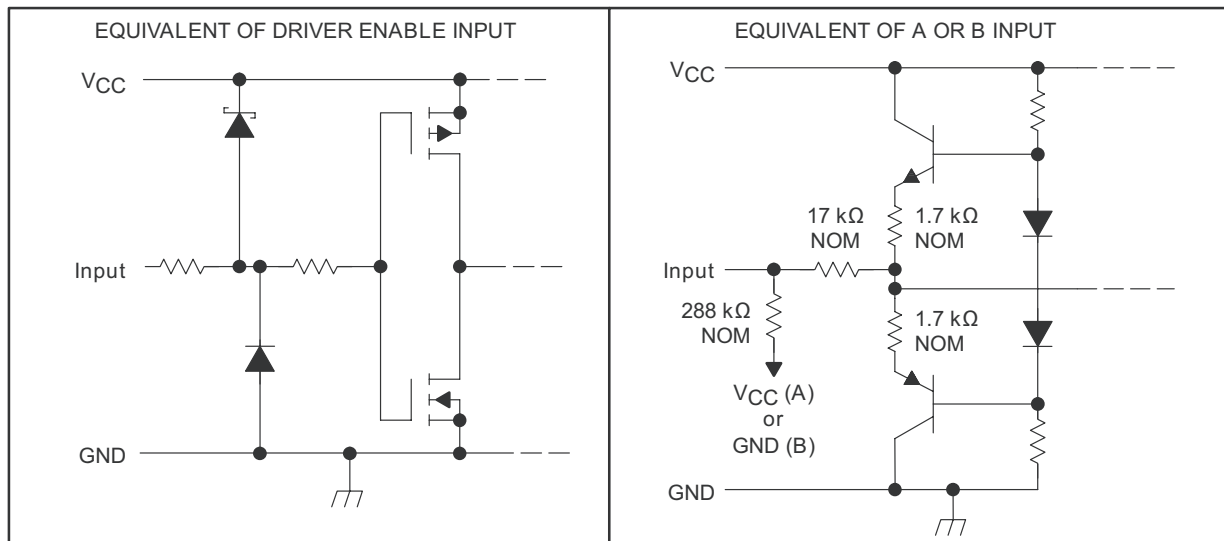 EQUIVALENT OF DRIVER ENABLE INPUT
VCC
Input
GND
EQUIVALENT OF A OR B INPUT
VCC
17 kΩ
NOM
1.7 kΩ
NOM
Input
288 kΩ
NOM
1.7 kΩ
NOM
VCC (A)
or
GND (B)
GND